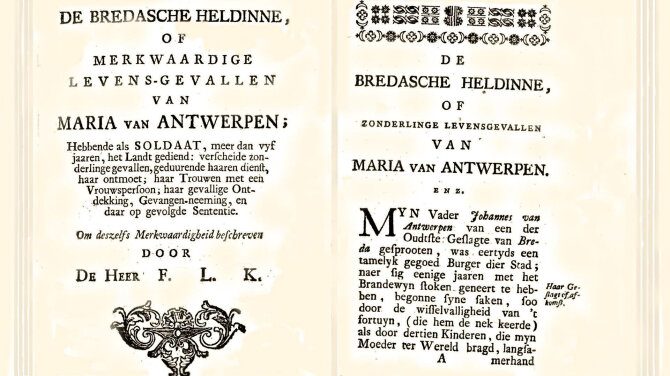 DE BREDASCHE HELDINNE,
OF
MERKWAARDIGE
LEVENS-GEVALLEN
VAN
MARIA VAN ANTWERPEN;
Hebbende als SOLDAAT, meer dan vyf
jaaren, het Landt gediend: verscheide zon-
derlinge gevallen, geduurende haaren dienst,
haar ontmoet; haar Trouwen met een
Vrouwspersoon; haar gevallige Ont-
dekking, Gevangen-neeming, en
daar op gevolgde Sententie.
Om deszelfs Merkwaardigheid beschreven
DOOR
DE HEER F. L. K.
DE
BREDASCHE HELDINNE,
OF
ZONDERLINGE LEVENSGEVALLEN
VAN
MARIA VAN ANTWERPEN.
ENZ.
MYN Vader Johannes van
Antwerpen van een der
Oudtste Geslagte van Bre-
da gesprooten, was eertyds een
tamelyk gegoed Burger dier Stad;
naer sig eenige jaaren met het
Brandewyn stoken geneert te heb-
ben, begonne syne saken, soo
door de wisselvalligheid van 't
fortuyn, (die hem de nek keerde)
als door dertien Kinderen, die myn
Moeder ter Wereld bragd, langsa-
A merhand
Haar Ge-
slagt of af-
komst.